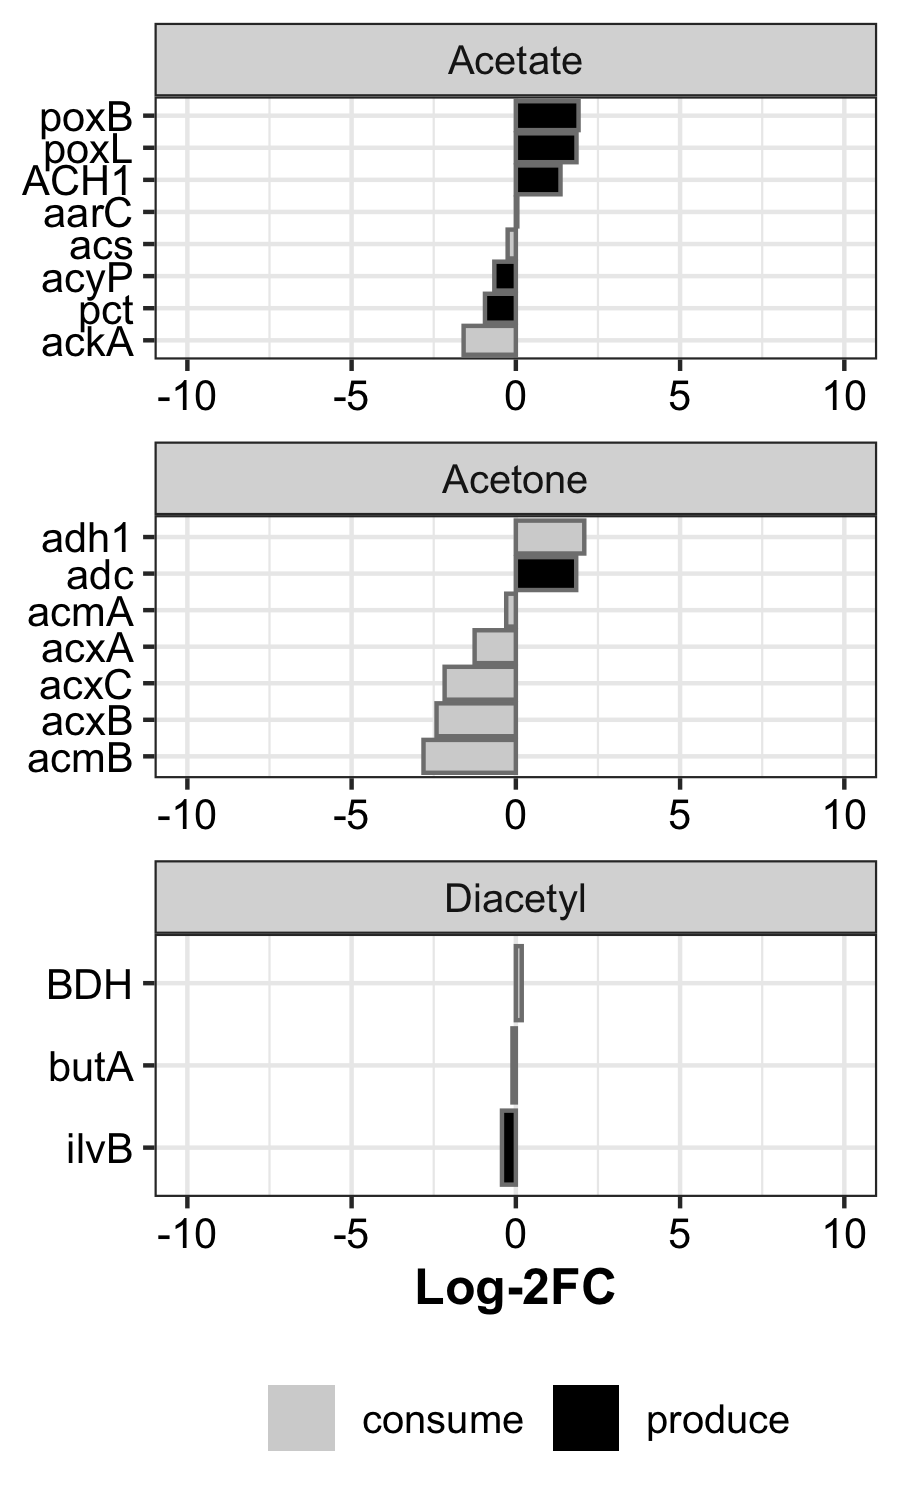 Acetate
poxB
poxL
ACH1
aarC
acs
acyP
pct
ackA
-10 -5 0 5 10
Acetone
adh1
adc
acmA
acxA
acxC
acxB
acmB
-10 -5 0 5 10
Diacetyl
BDH
butA
ilvB
-10 -5 0 5 10
Log-2FC
consume produce